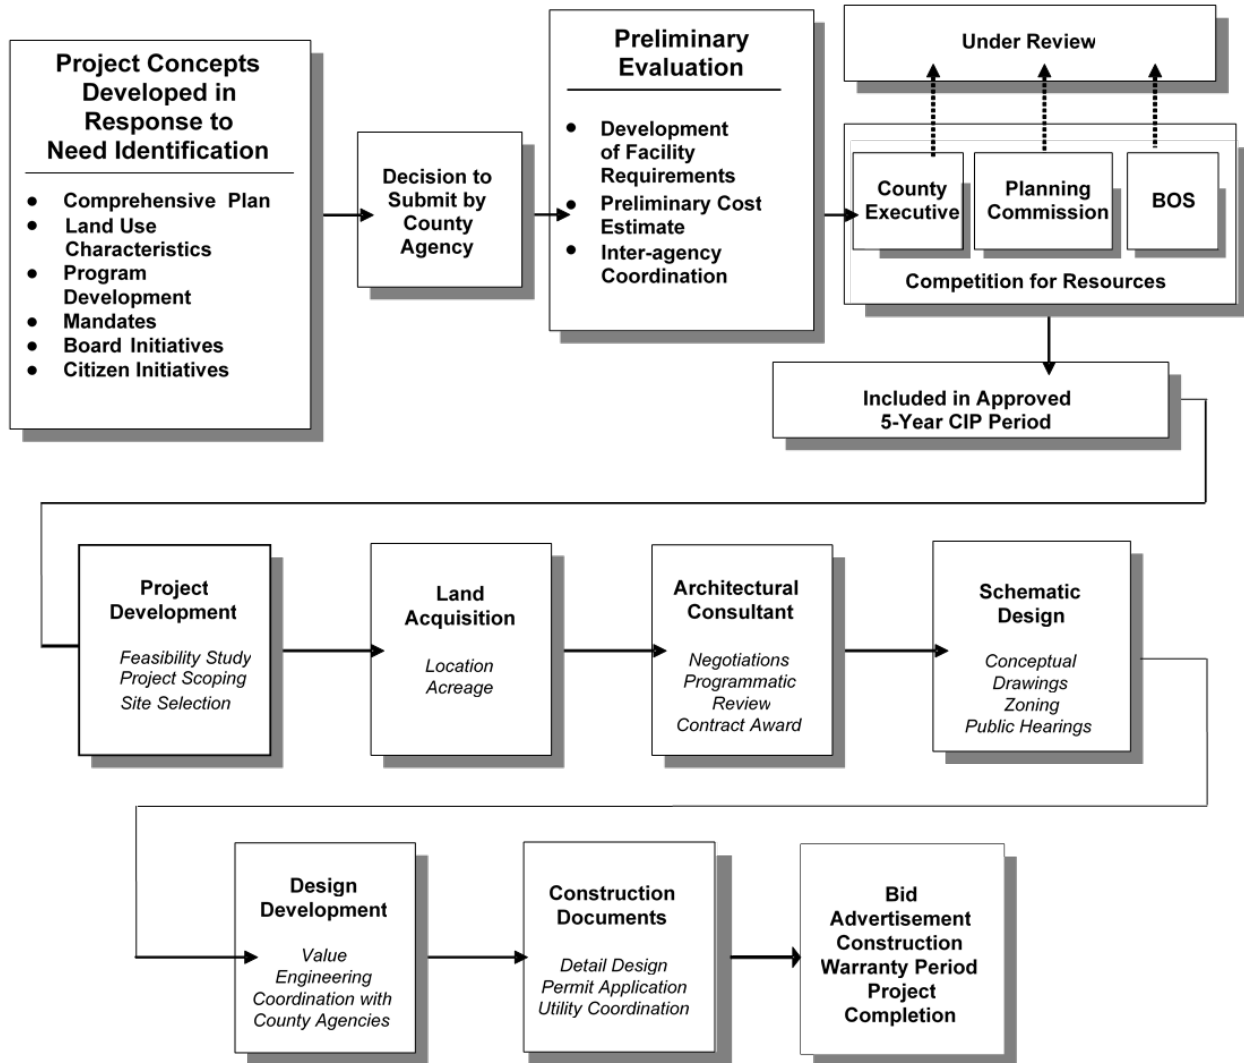 Project Concepts
Developed in
Response to
Need Identification
● Comprehensive Plan
● Land Use
Characteristics
● Program
Development
● Mandates
● Board Initiatives
● Citizen Initiatives
Decision to
Submit by
County
Agency
Preliminary
Evaluation
● Development
of Facility
Requirements
● Preliminary Cost
Estimate
● Inter-agency
Coordination
Under Review
County
Executive
Planning
Commission
BOS
Competition for Resources
Included in Approved
5-Year CIP Period
Project
Development
Feasibility Study
Project Scoping
Site Selection
Land
Acquisition
Location
Acreage
Architectural
Consultant
Negotiations
Programmatic
Review
Contract Award
Schematic
Design
Conceptual
Drawings
Zoning
Public Hearings
Design
Development
Value
Engineering
Coordination with
County Agencies
Construction
Documents
Detail Design
Permit Application
Utility Coordination
Bid
Advertisement
Construction
Warranty Period
Project
Completion